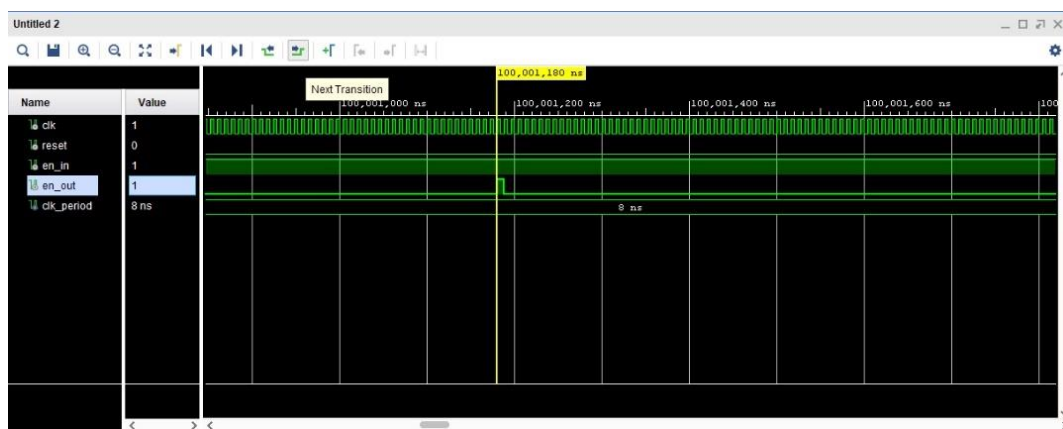 Untitled 2
100,001,180 ns
Next Transition
Name Value
100,001,000 ns 100,001,200 ns 100,001,400 ns 100,001,600 ns 100
clk 1
reset 0
en_in 1
en_out 1
clk_period 8 ns 8 ns